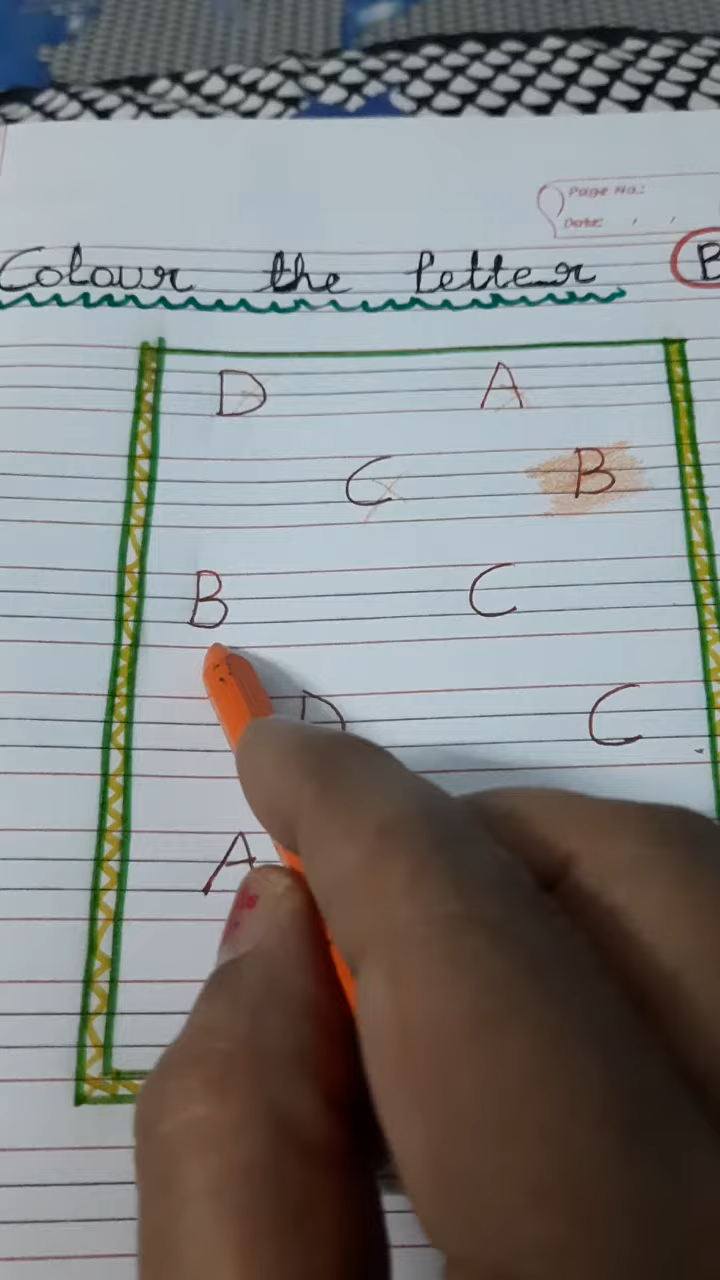 Page No.:
Date: , ,
Colour the letter B
D A
C B
B C
D C
A